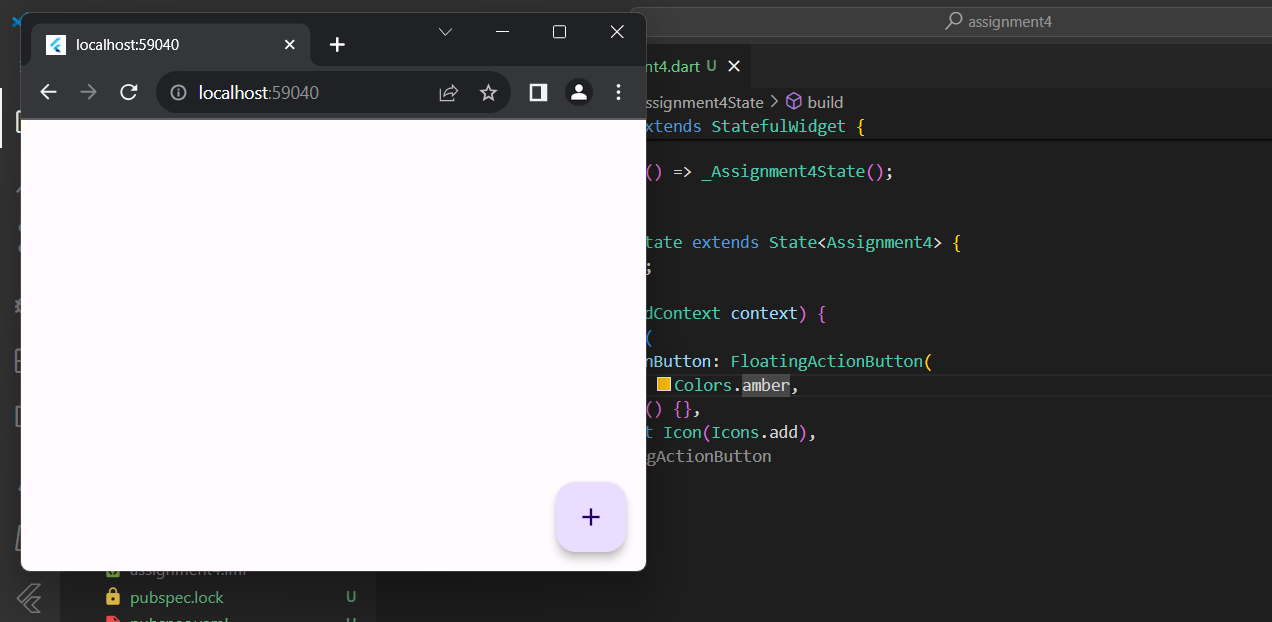 localhost:59040
assignment4
localhost:59040
nt4.dart U
ssignment4State > build
xtends StatefulWidget {
() => _Assignment4State();
tate extends State<Assignment4> {
;
dContext context) {
(
nButton: FloatingActionButton(
Colors.amber,
() {},
t Icon(Icons.add),
gActionButton
assignment4.iml
pubspec.lock U
pubspec.yaml U